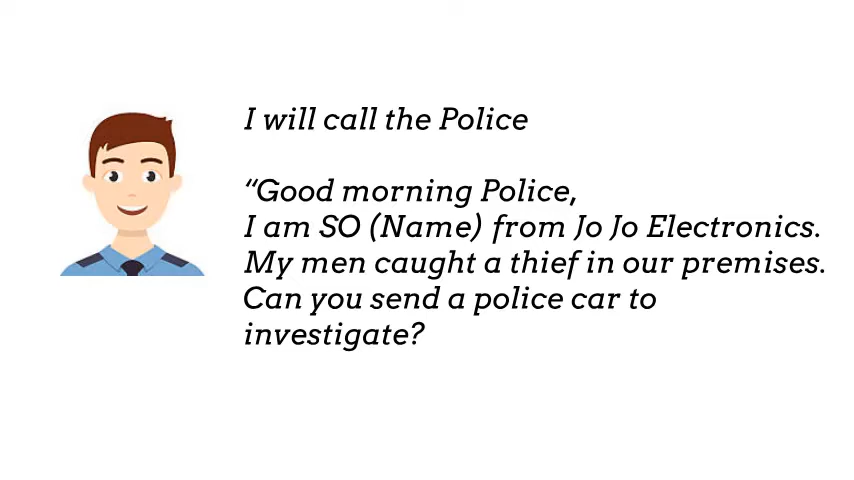 I will call the Police
“Good morning Police,
I am SO (Name) from Jo Jo Electronics.
My men caught a thief in our premises.
Can you send a police car to
investigate?